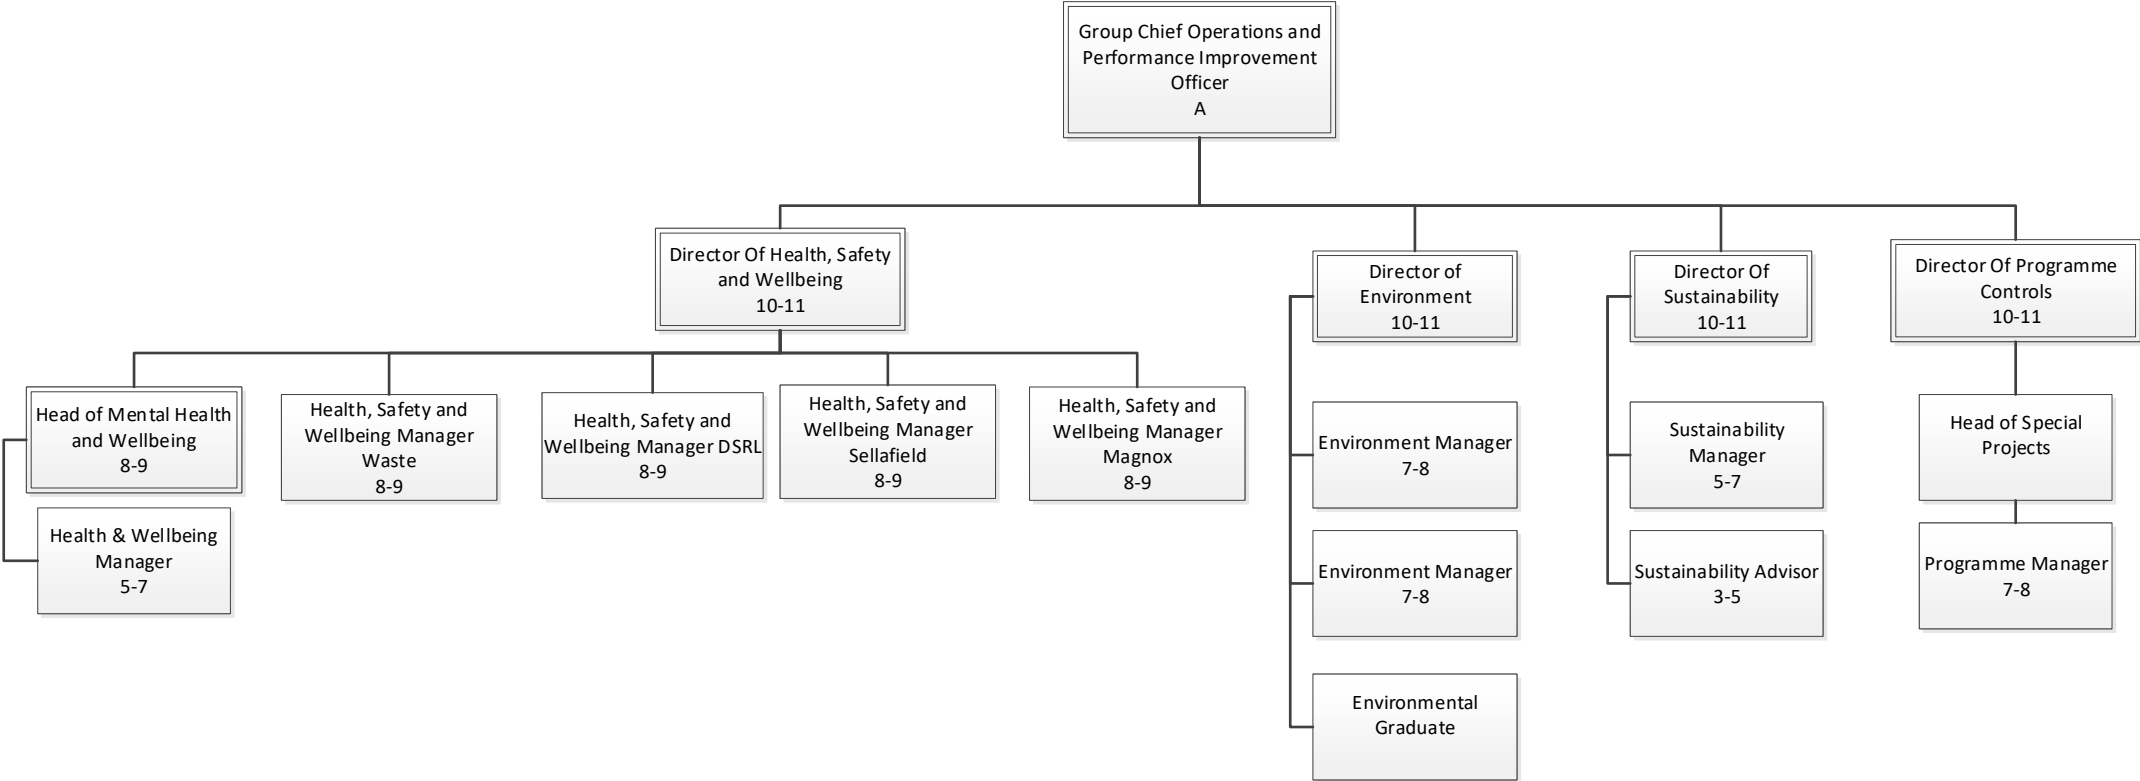 Group Chief Operations and
Performance Improvement
Officer
A
Director Of Health, Safety
and Wellbeing
10-11
Director of
Environment
10-11
Director Of
Sustainability
10-11
Director Of Programme
Controls
10-11
Head of Mental Health
and Wellbeing
8-9
Health, Safety and
Wellbeing Manager
Waste
8-9
Health, Safety and
Wellbeing Manager DSRL
8-9
Health, Safety and
Wellbeing Manager
Sellafield
8-9
Health, Safety and
Wellbeing Manager
Magnox
8-9
Environment Manager
7-8
Sustainability
Manager
5-7
Head of Special
Projects
Health & Wellbeing
Manager
5-7
Environment Manager
7-8
Sustainability Advisor
3-5
Programme Manager
7-8
Environmental
Graduate